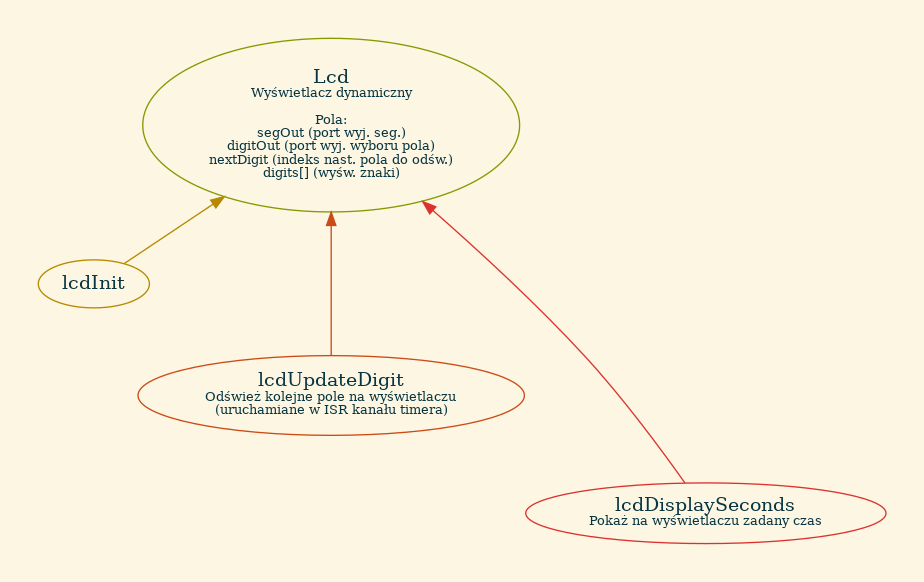 Lcd
Wyświetlacz dynamiczny
Pola:
segOut (port wyj. seg.)
digitOut (port wyj. wyboru pola)
nextDigit (indeks nast. pola do odśw.)
digits[] (wyśw. znaki)
lcdInit
lcdUpdateDigit
Odśwież kolejne pole na wyświetlaczu
(uruchamiane w ISR kanału timera)
lcdDisplaySeconds
Pokaż na wyświetlaczu zadany czas